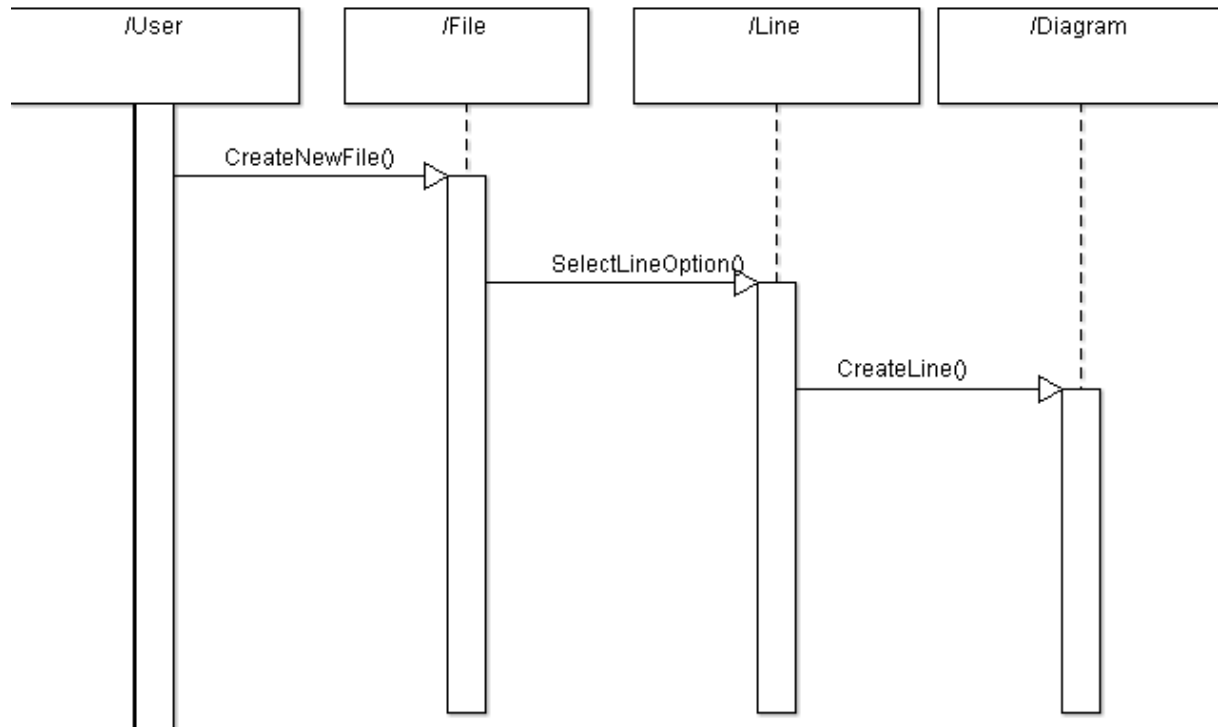 /User
/File
/Line
/Diagram
CreateNewFile()
SelectLineOption()
CreateLine()